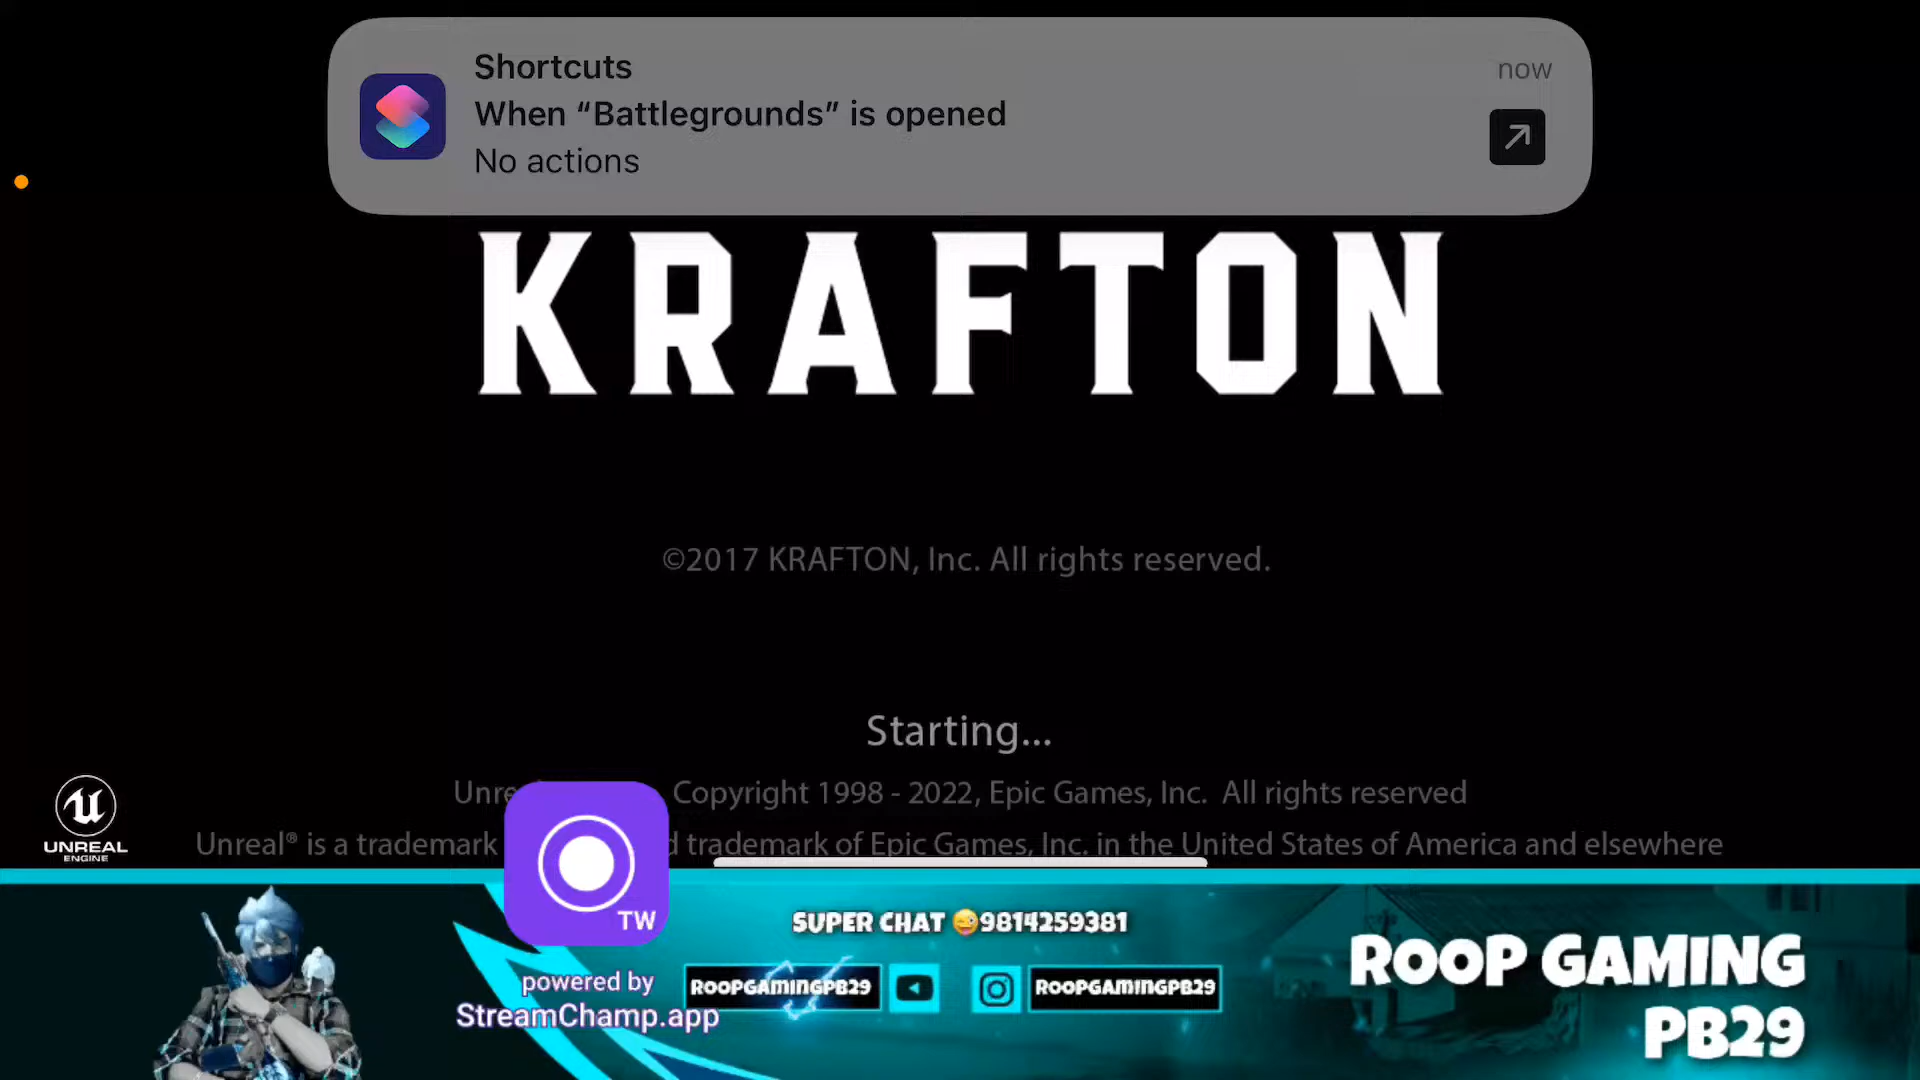 Shortcuts
now
When “Battlegrounds” is opened
No actions
KRAFTON
©2017 KRAFTON, Inc. All rights reserved.
Starting...
Copyright 1998 - 2022, Epic Games, Inc. All rights reserved
Unreal® is a trademark
trademark of Epic Games, Inc. in the United States of America and elsewhere
UNREAL
ENGINE
TW
powered by
StreamChamp.app
SUPER CHAT 😜9814259381
ROOPGAMINGPB29
ROOPGAMINGPB29
ROOP GAMING
PB29